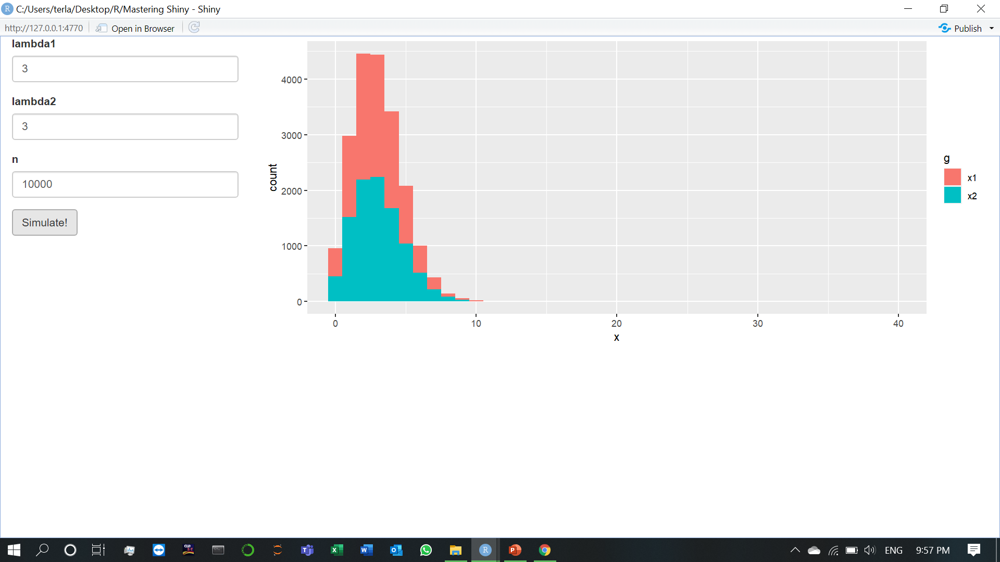 C:/Users/terla/Desktop/R/Mastering Shiny - Shiny
http://127.0.0.1:4770 Open in Browser Publish
lambda1
3
lambda2
3
n
10000
Simulate!
count
4000
3000
2000
1000
0
0 10 20 30 40
x
g
x1
x2
ENG 9:57 PM